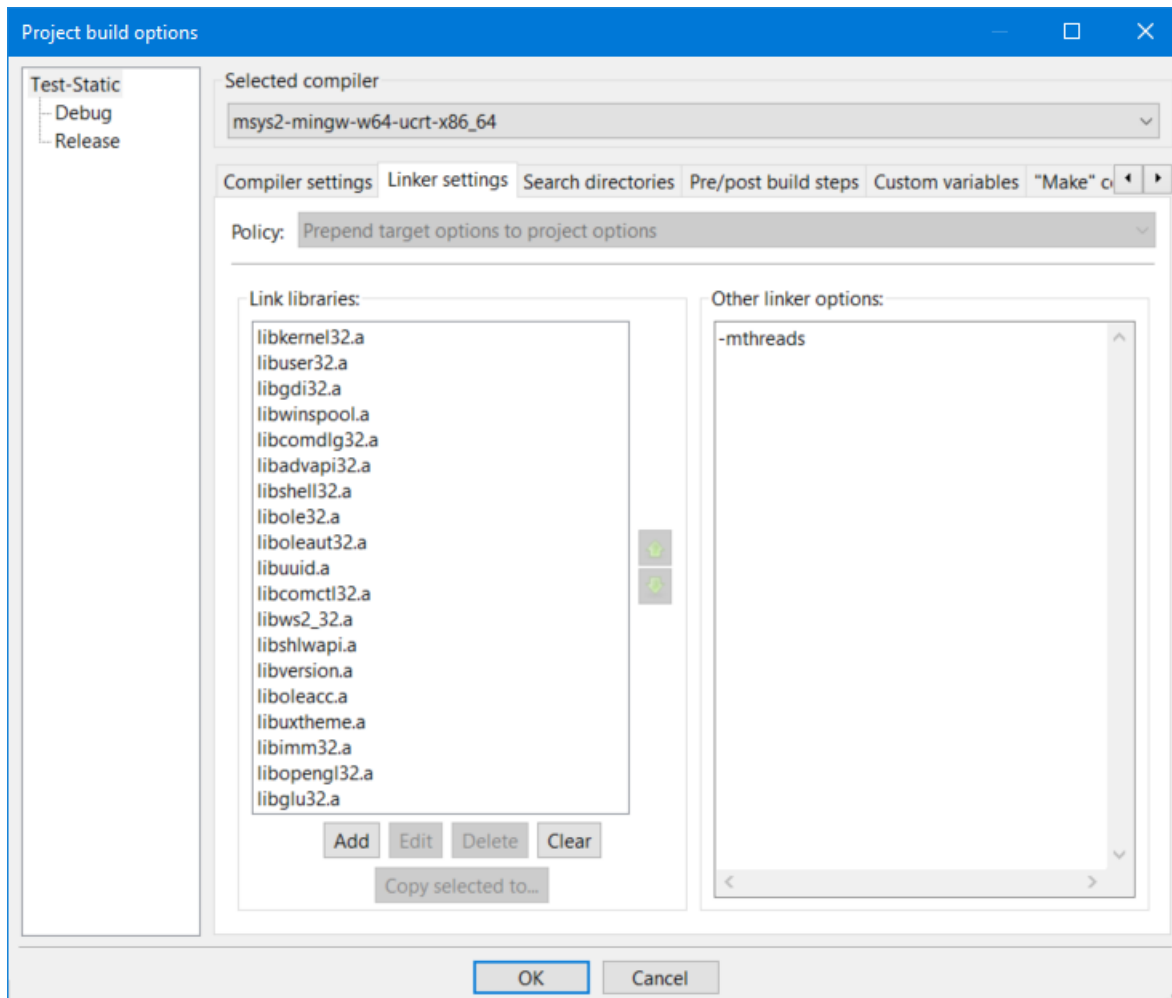 Project build options
Test-Static
Debug
Release
Selected compiler
msys2-mingw-w64-ucrt-x86_64
Compiler settings Linker settings Search directories Pre/post build steps Custom variables "Make" c
Policy: Prepend target options to project options
Link libraries:
libkernel32.a
libuser32.a
libgdi32.a
libwinspool.a
libcomdlg32.a
libadvapi32.a
libshell32.a
libole32.a
liboleaut32.a
libuuid.a
libcomctl32.a
libws2_32.a
libshlwapi.a
libversion.a
liboleacc.a
libuxtheme.a
libimm32.a
libopengl32.a
libglu32.a
Add Edit Delete Clear
Copy selected to...
Other linker options:
-mthreads
OK Cancel